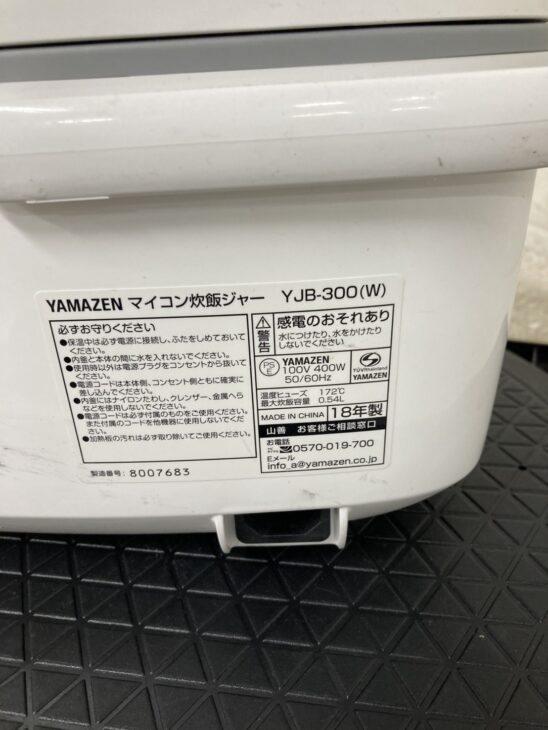 YAMAZEN マイコン炊飯ジャー YJB-300(W)
必ずお守りください
●保温中は必ず電源に接続し、ふたをしめておいて
ください。
●内釜と本体の間に水を入れないでください。
●使用時以外は電源プラグをコンセントから抜いて
ください。
●電源コードは本体側、コンセント側ともに確実に
差し込んでください。
●内釜にはナイロンたわし、クレンザー、金属へら
などを使用しないでください。
●電源コードは必ず付属のものをご使用ください。
また付属のコードを他機器に使用しないでください。
●加熱板の汚れは必ず取り除いてご使用ください。
製造番号: 8007683
警告
感電のおそれあり
水につけたり、水をかけたり
しないでください
PS
E
YAMAZEN
100V 400W
50/60Hz
TÜVRheinland
YAMAZEN
温度ヒューズ 172℃
最大炊飯容量 0.54L
MADE IN CHINA 18年製
山善 お客様ご相談窓口
お電話
0570-019-700
Eメール
info_a@yamazen.co.jp